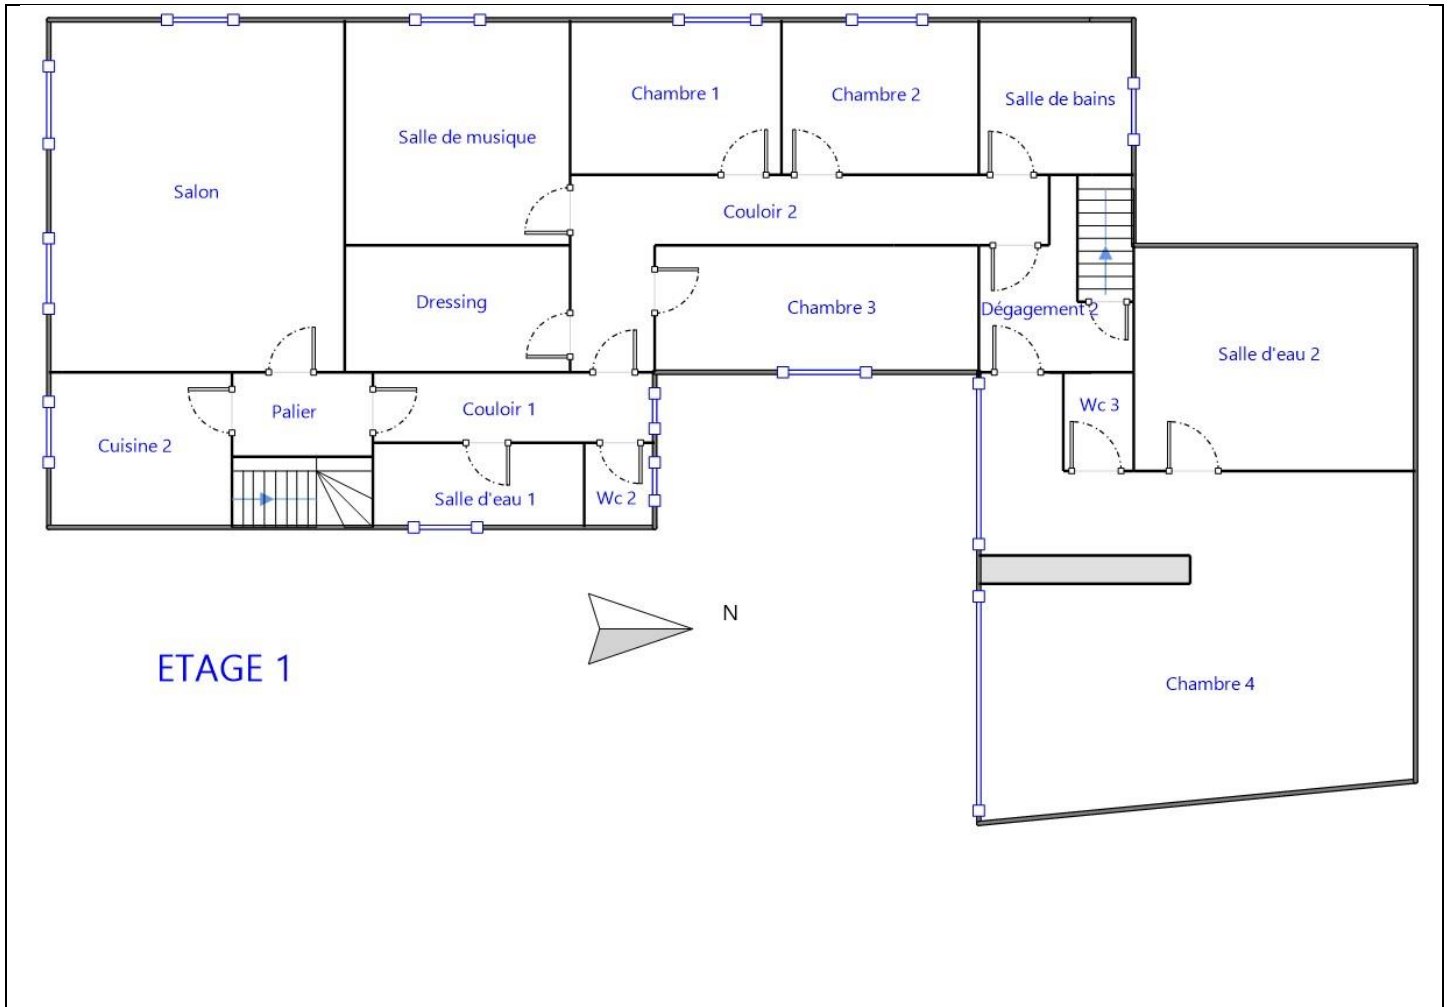 Chambre 1
Chambre 2
Salle de bains
Salle de musique
Salon
Couloir 2
Dressing
Chambre 3
Dégagement 2
Salle d'eau 2
Palier
Couloir 1
Wc 3
Cuisine 2
Salle d'eau 1
Wc 2
N
ETAGE 1
Chambre 4